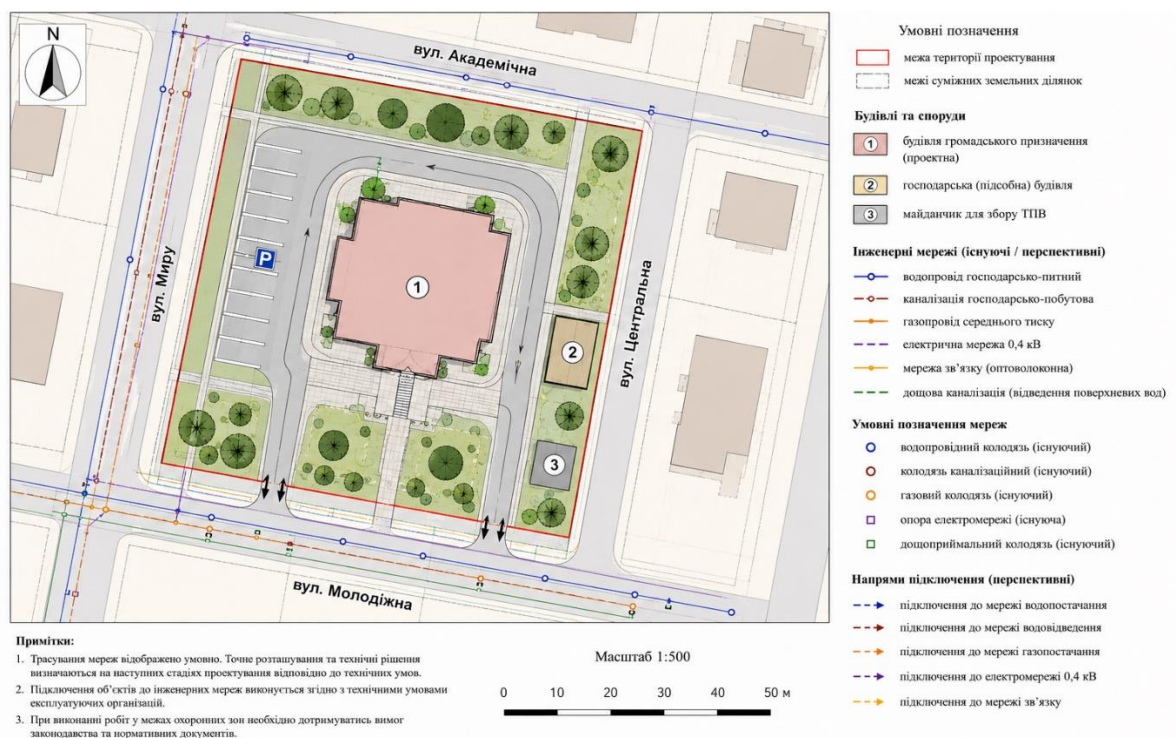 N
вул. Академічна
вул. Миру
P
1
вул. Центральна
2
3
вул. Молодіжна
Умовні позначення
межа території проектування
межі суміжних земельних ділянок
Будівлі та споруди
1 будівля громадського призначення
(проектна)
2 господарська (підсобна) будівля
3 майданчик для збору ТПВ
Інженерні мережі (існуючі / перспективні)
водопровід господарсько-питний
каналізація господарсько-побутова
газопровід середнього тиску
електрична мережа 0,4 кВ
мережа зв’язку (оптоволоконна)
дощова каналізація (відведення поверхневих вод)
Умовні позначення мереж
водопровідний колодязь (існуючий)
колодязь каналізаційний (існуючий)
газовий колодязь (існуючий)
опора електромережі (існуюча)
дощоприймальний колодязь (існуючий)
Напрями підключення (перспективні)
підключення до мережі водопостачання
підключення до мережі водовідведення
підключення до мережі газопостачання
підключення до електромережі 0,4 кВ
підключення до мережі зв’язку
Примітки:
1. Трасування мереж відображено умовно. Точне розташування та технічні рішення
визначаються на наступних стадіях проектування відповідно до технічних умов.
2. Підключення об’єктів до інженерних мереж виконується згідно з технічними умовами
експлуатуючих організацій.
3. При виконанні робіт у межах охоронних зон необхідно дотримуватись вимог
законодавства та нормативних документів.
Масштаб 1:500
0 10 20 30 40 50 м